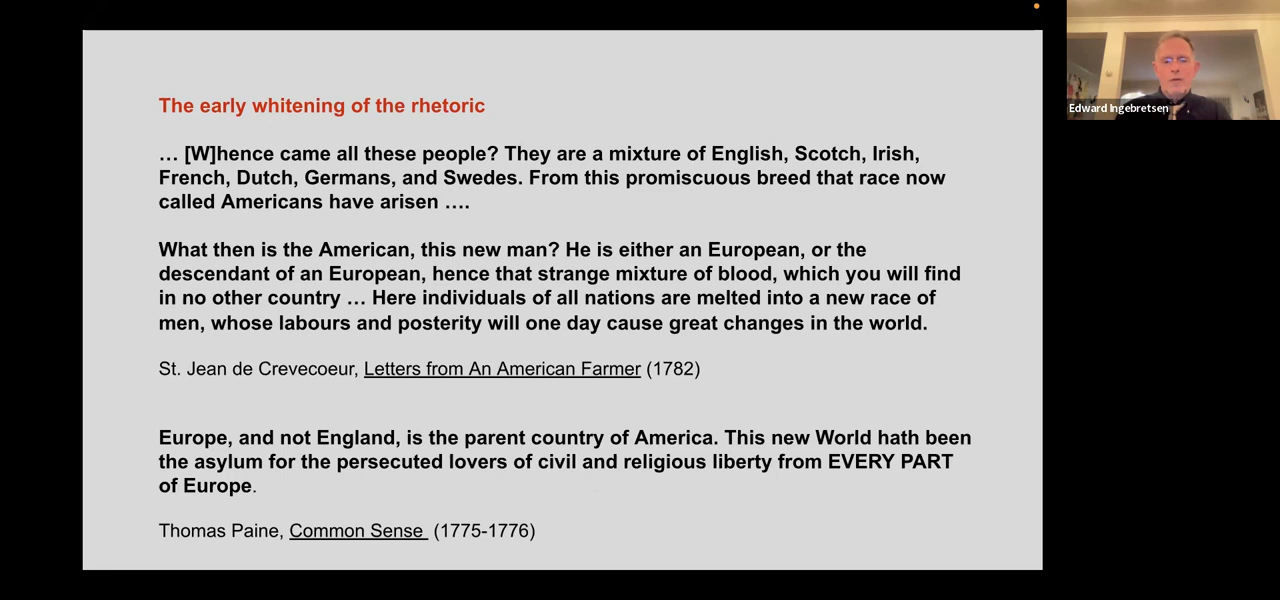 The early whitening of the rhetoric
… [W]hence came all these people? They are a mixture of English, Scotch, Irish,
French, Dutch, Germans, and Swedes. From this promiscuous breed that race now
called Americans have arisen ….
What then is the American, this new man? He is either an European, or the
descendant of an European, hence that strange mixture of blood, which you will find
in no other country … Here individuals of all nations are melted into a new race of
men, whose labours and posterity will one day cause great changes in the world.
St. Jean de Crevecoeur, Letters from An American Farmer (1782)
Europe, and not England, is the parent country of America. This new World hath been
the asylum for the persecuted lovers of civil and religious liberty from EVERY PART
of Europe.
Thomas Paine, Common Sense (1775-1776)
Edward Ingebretsen